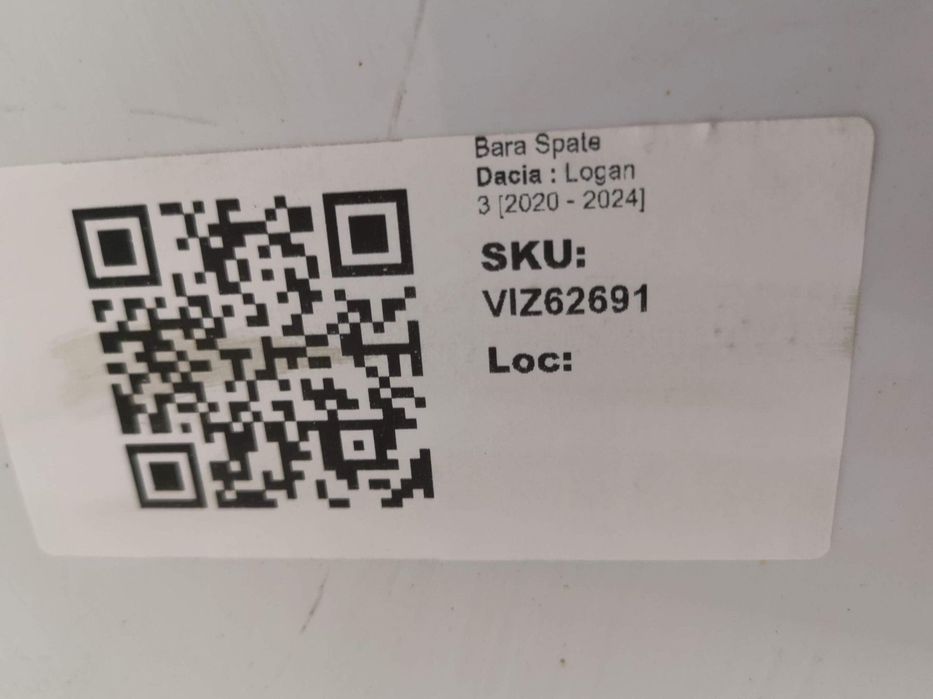 Bara Spate
Dacia : Logan
3 [2020 - 2024]
SKU:
VIZ62691
Loc: